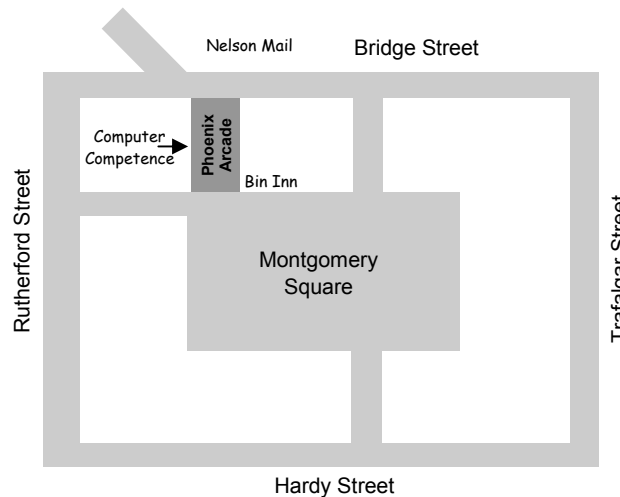 Nelson Mail
Bridge Street
Computer
Competence
Phoenix
Arcade
Bin Inn
Rutherford Street
Montgomery
Square
Trafalgar Street
Hardy Street